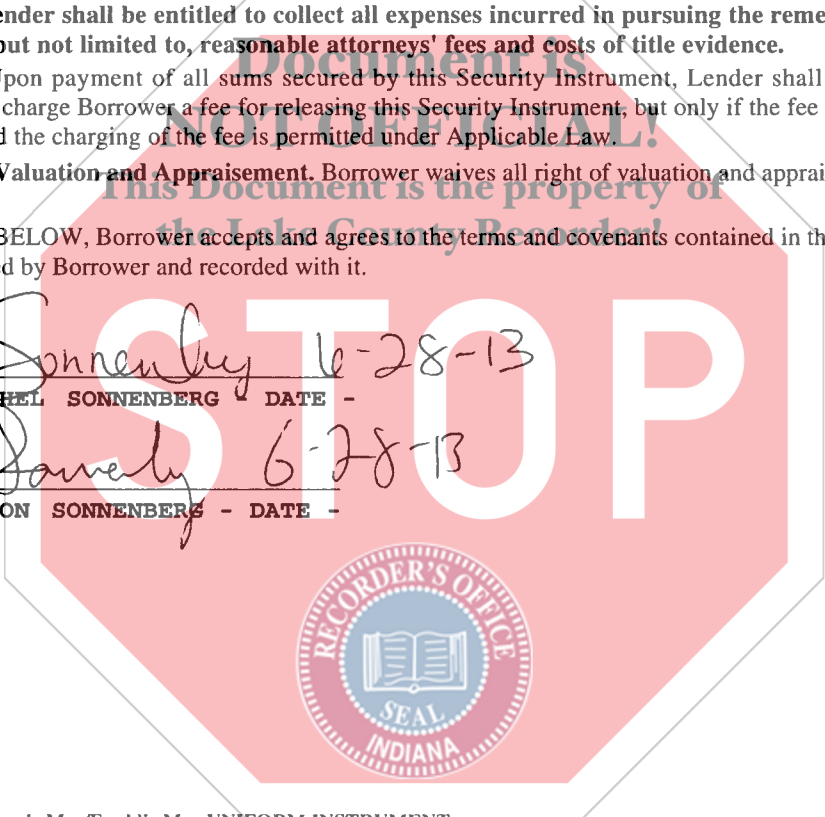 ender shall be entitled to collect all expenses incurred in pursuing the reme
but not limited to, reasonable attorneys' fees and costs of title evidence.
Document is
Upon payment of all sums secured by this Security Instrument, Lender shall
charge Borrower a fee for releasing this Security Instrument, but only if the fee
NOT OFFICIAL!
d the charging of the fee is permitted under Applicable Law.
Valuation and Appraisement. Borrower waives all right of valuation and apprai
This Document is the property of
the Lake County Recorder!
BELOW, Borrower accepts and agrees to the terms and covenants contained in th
d by Borrower and recorded with it.
STOP
Sonnenberg 6-28-13
HEL SONNENBERG - DATE -
6-28-13
ON SONNENBERG - DATE -
RECORDER'S OFFICE
SEAL
INDIANA
UNIFORM INSTRUMENT